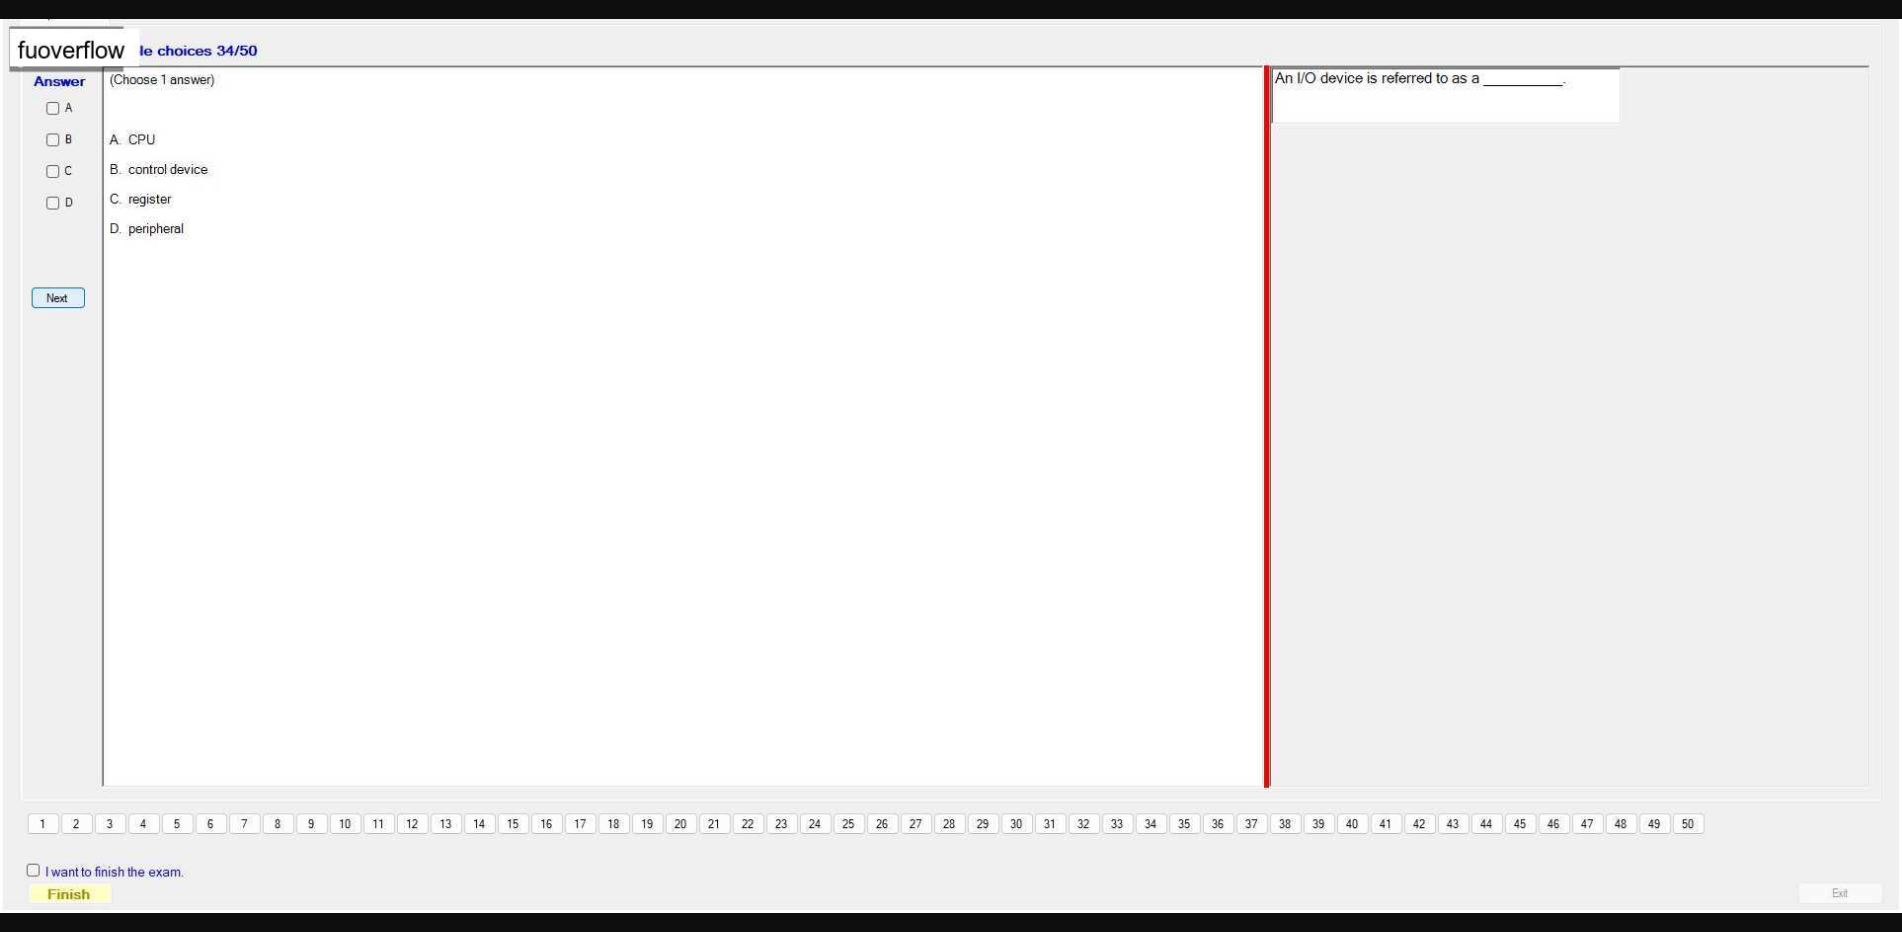 fuoverflow
le choices 34/50
Answer
(Choose 1 answer)
An I/O device is referred to as a __________.
A
B
C
D
A. CPU
B. control device
C. register
D. peripheral
Next
1 2 3 4 5 6 7 8 9 10 11 12 13 14 15 16 17 18 19 20 21 22 23 24 25 26 27 28 29 30 31 32 33 34 35 36 37 38 39 40 41 42 43 44 45 46 47 48 49 50
I want to finish the exam.
Finish
Exit